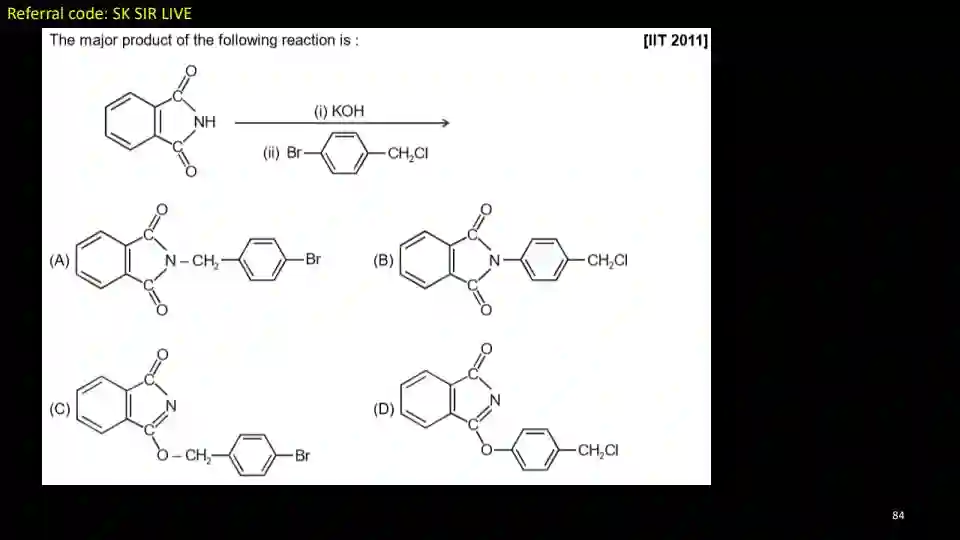 Referral code: SK SIR LIVE
The major product of the following reaction is : [IIT 2011]
O
C
NH
C
O
(i) KOH
(ii) Br CH₂Cl
(A) O C N – CH₂ Br C O
(B) O C N CH₂Cl C O
(C) O C N C O – CH₂ Br
(D) O C N C O CH₂Cl
84